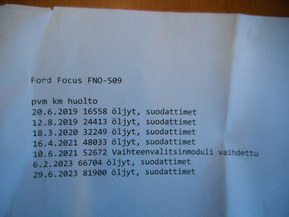 Ford Focus FNO-509
pvm km huolto
20.6.2019 16558 öljyt, suodattimet
12.8.2019 24413 öljyt, suodattimet
18.3.2020 32249 öljyt, suodattimet
16.4.2021 48033 öljyt, suodattimet
10.6.2021 52672 Vaihteenvalitsinmoduli vaihdettu
6.2.2023 66704 öljyt, suodattimet
29.6.2023 81900 öljyt, suodattimet